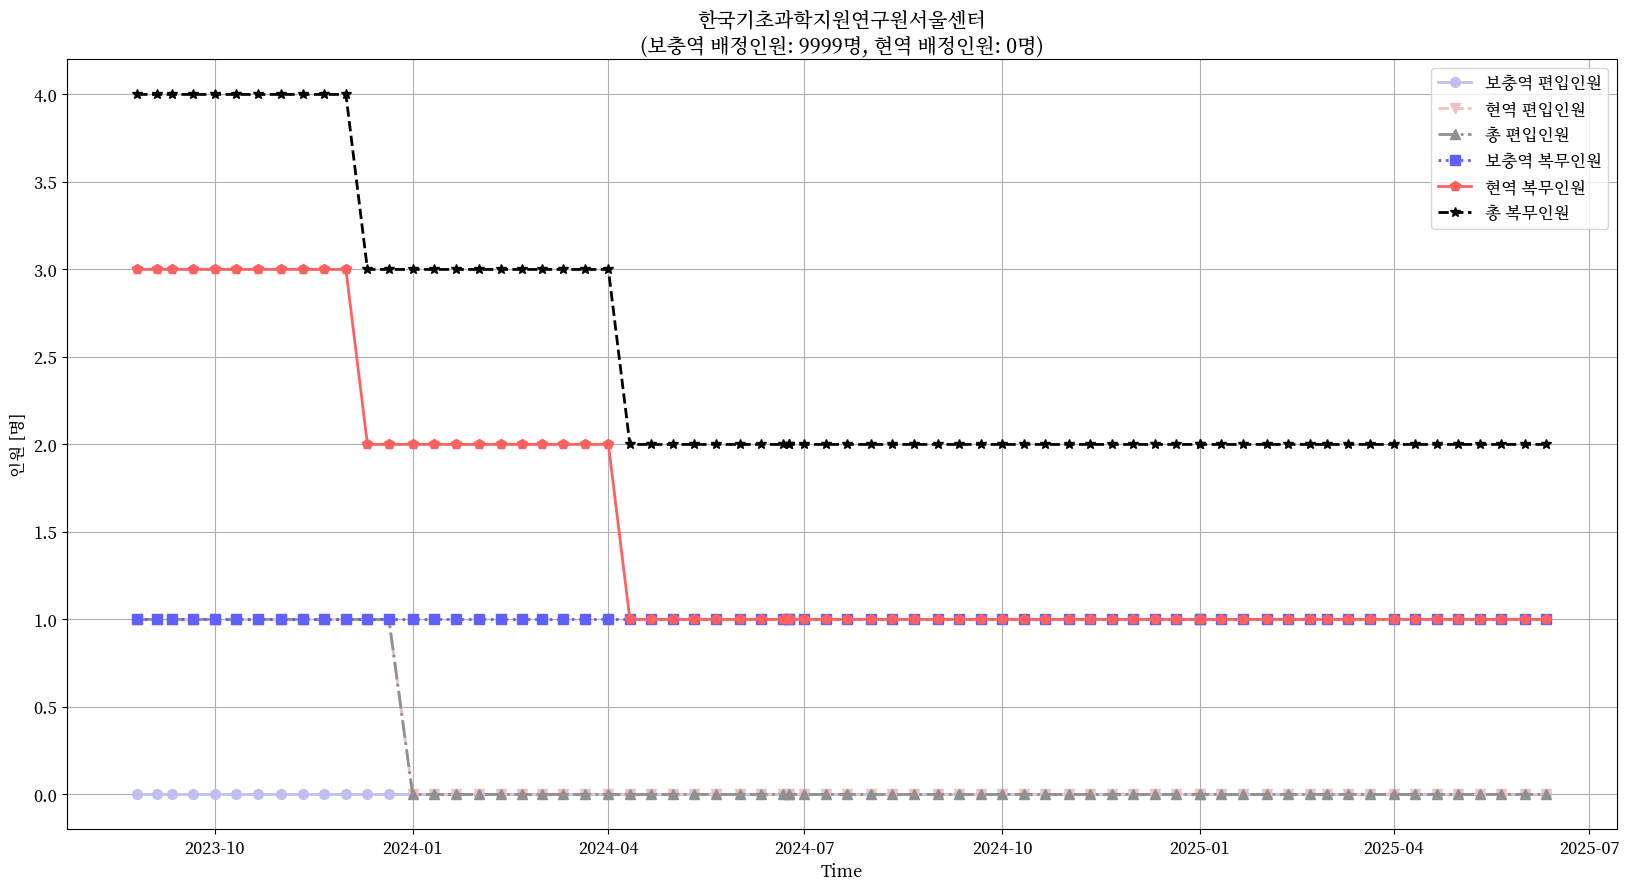 한국기초과학지원연구원서울센터
(보충역 배정인원: 9999명, 현역 배정인원: 0명)
보충역 편입인원
현역 편입인원
총 편입인원
보충역 복무인원
현역 복무인원
총 복무인원
인원 [명]
4.0
3.5
3.0
2.5
2.0
1.5
1.0
0.5
0.0
2023-10
2024-01
2024-04
2024-07
2024-10
2025-01
2025-04
2025-07
Time